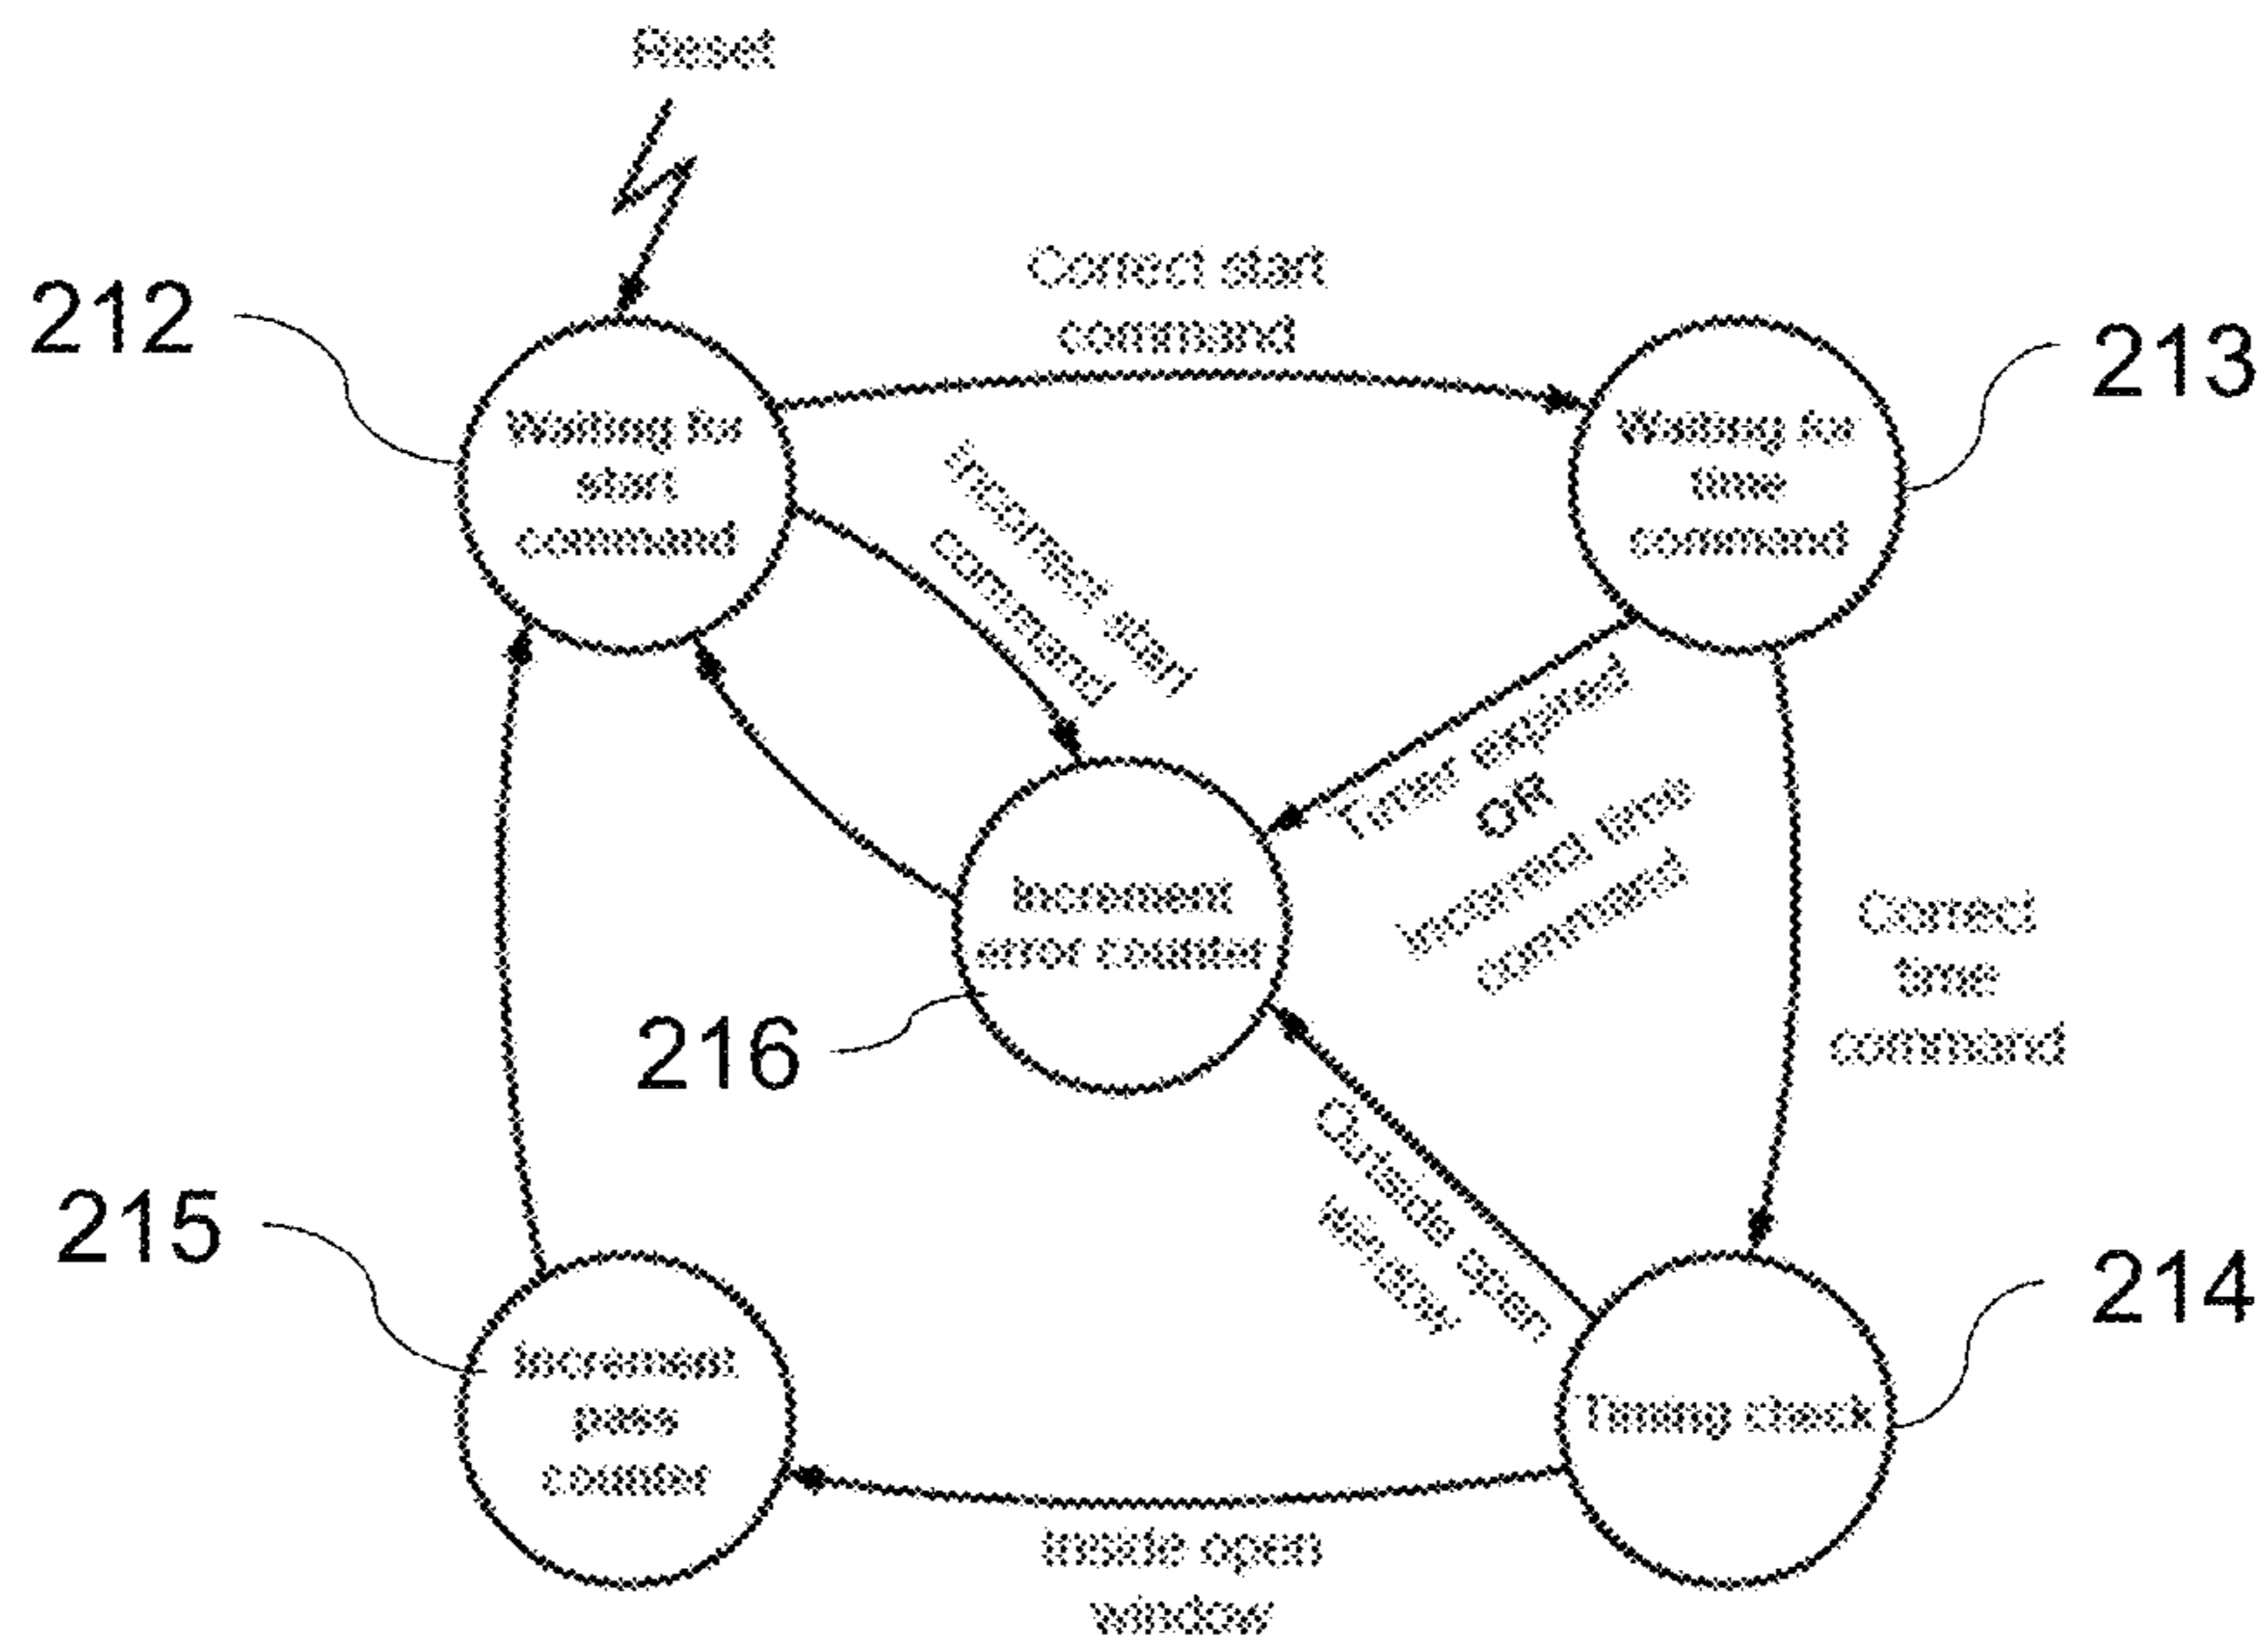 Reset
Correct start
command
212
213
Waiting for
start
command
Waiting for
time
command
Incorrect start
command
Timer expired
OR
Incorrect time
command
Increment
error counter
216
Correct
time
command
Outside open
window
215
214
Increment
pass
counter
Timing check
Inside open
window